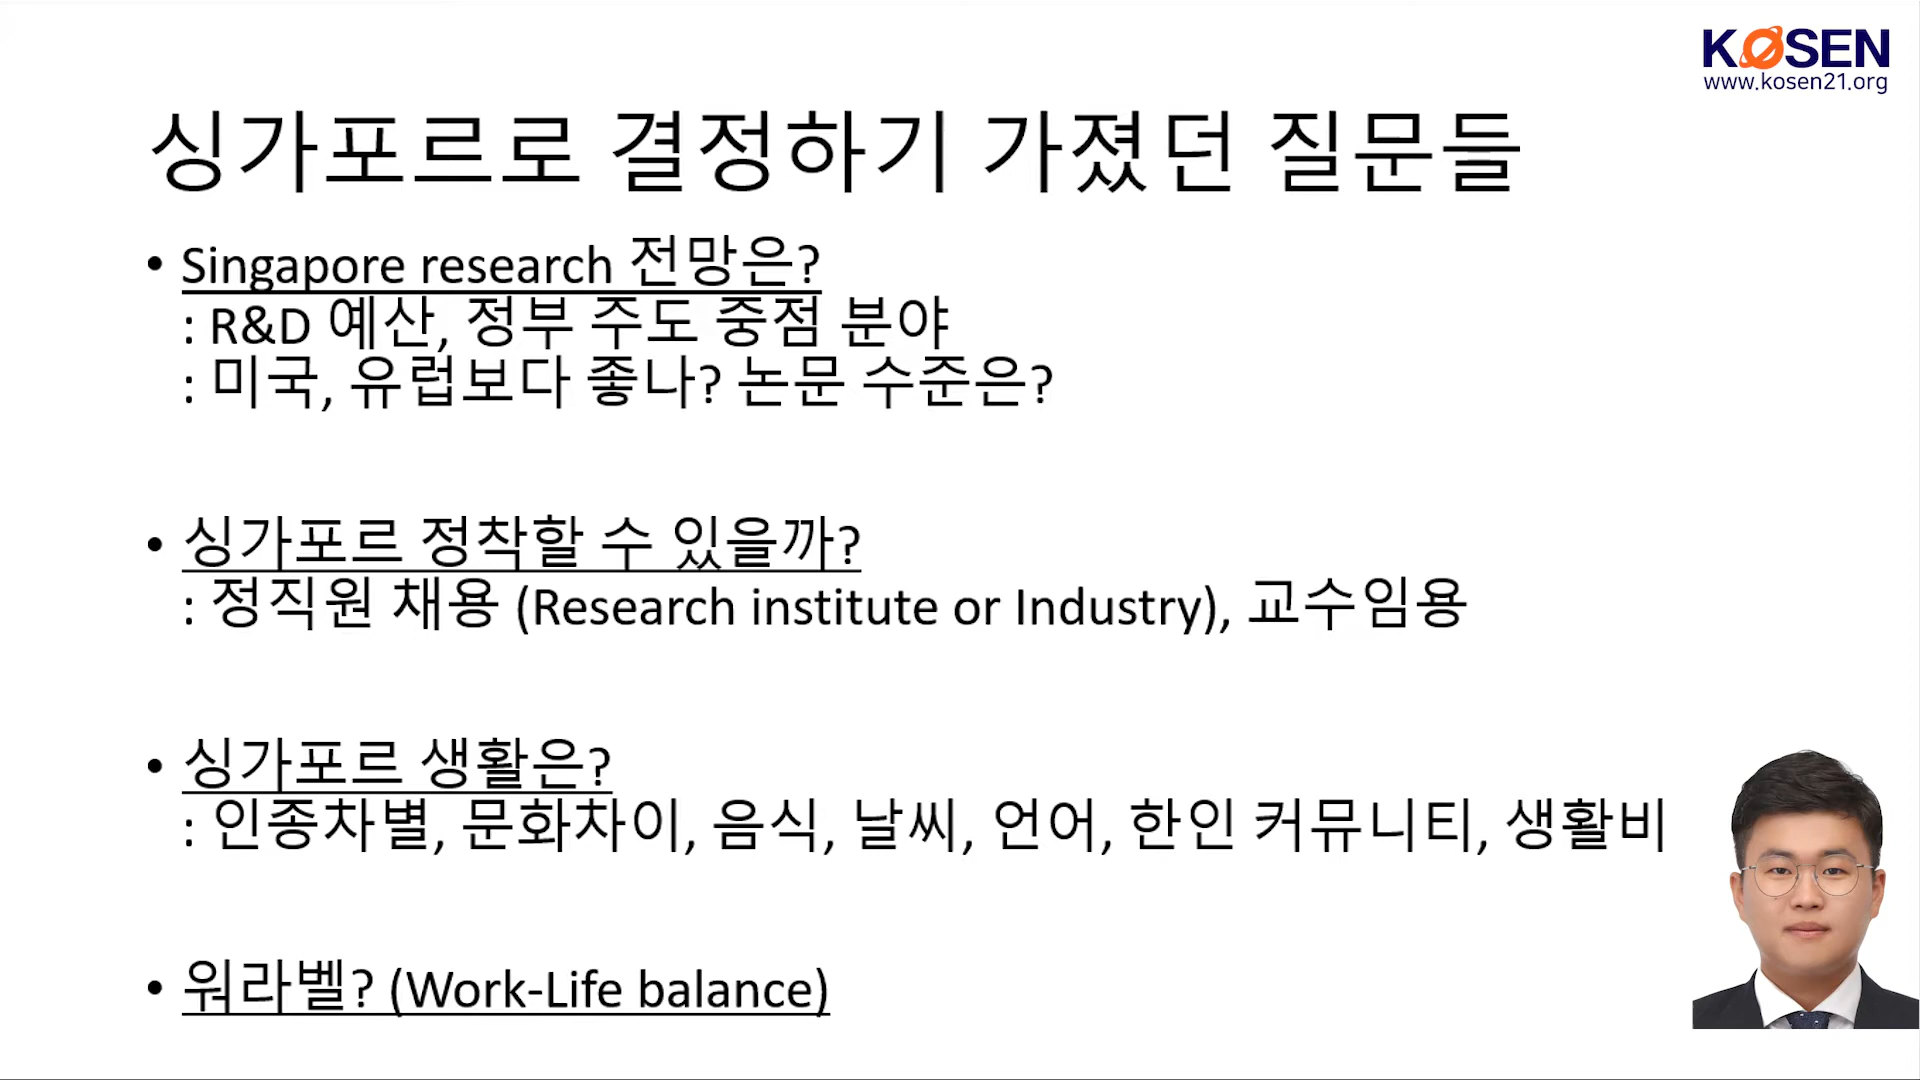 KOSEN
www.kosen21.org
싱가포르로 결정하기 가졌던 질문들
• Singapore research 전망은?
: R&D 예산, 정부 주도 중점 분야
: 미국, 유럽보다 좋나? 논문 수준은?
• 싱가포르 정착할 수 있을까?
: 정직원 채용 (Research institute or Industry), 교수임용
• 싱가포르 생활은?
: 인종차별, 문화차이, 음식, 날씨, 언어, 한인 커뮤니티, 생활비
• 워라벨? (Work-Life balance)